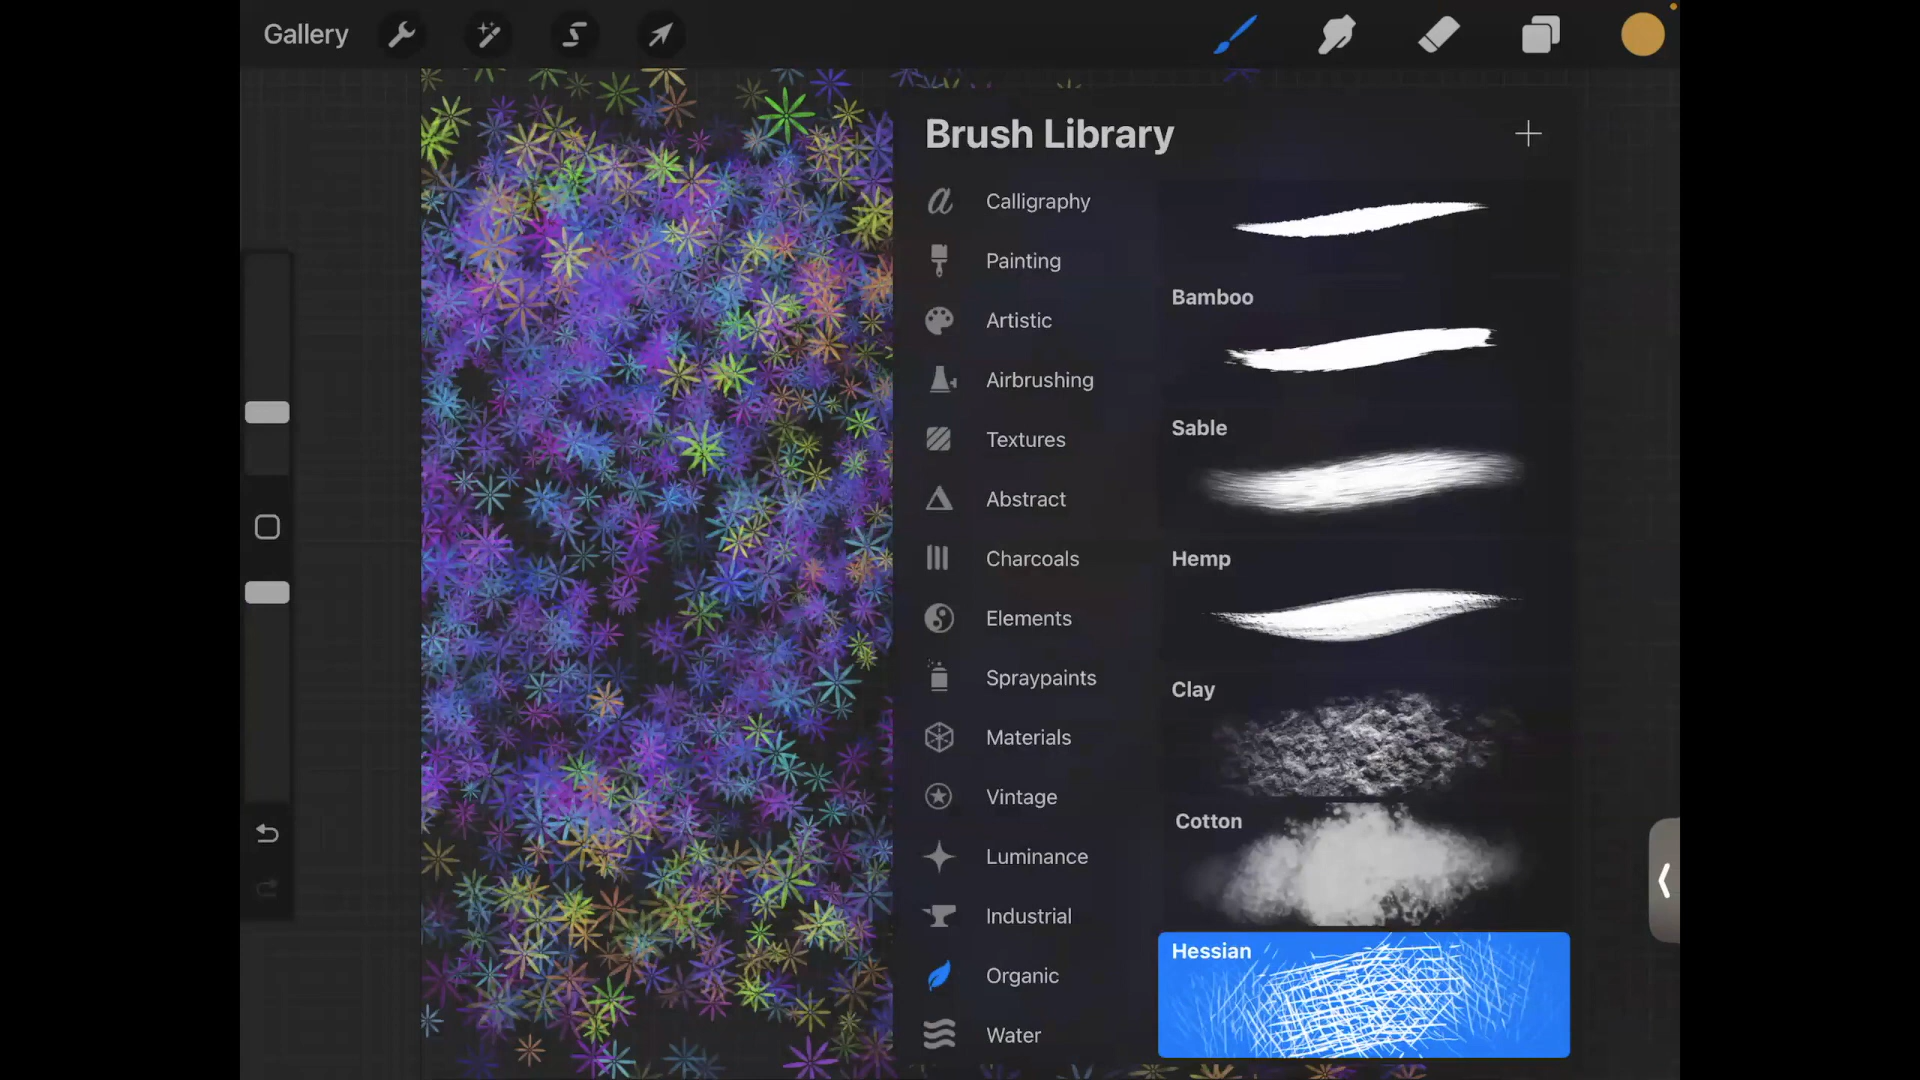 Gallery
Brush Library
Calligraphy
Painting
Artistic
Airbrushing
Textures
Abstract
Charcoals
Elements
Spraypaints
Materials
Vintage
Luminance
Industrial
Organic
Water
Bamboo
Sable
Hemp
Clay
Cotton
Hessian